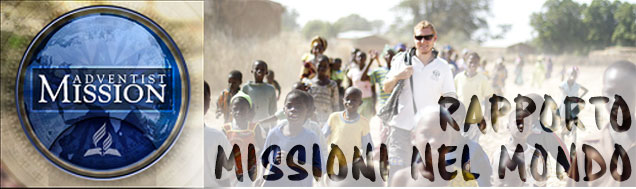 ADVENTIST
MISSION
RAPPORTO
MISSIONI NEL MONDO